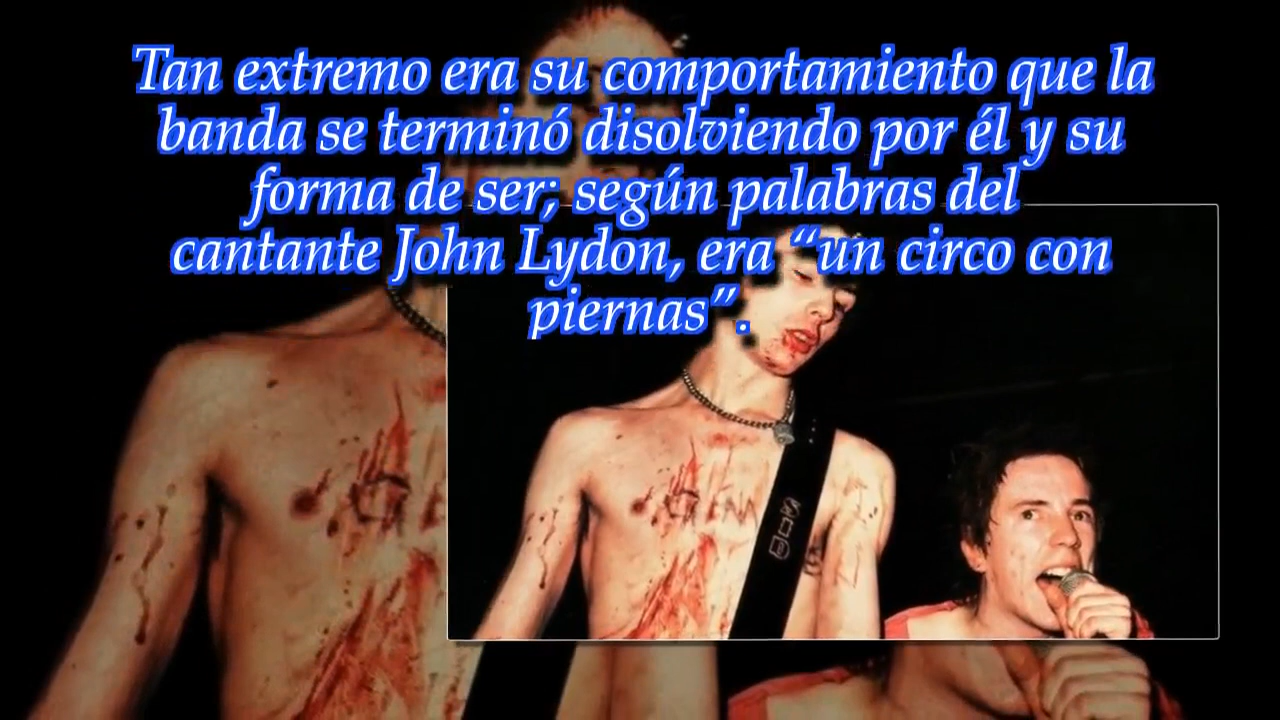 Tan extremo era su comportamiento que la
banda se terminó disolviendo por él y su
forma de ser; según palabras del
cantante John Lydon, era “un circo con
piernas”.